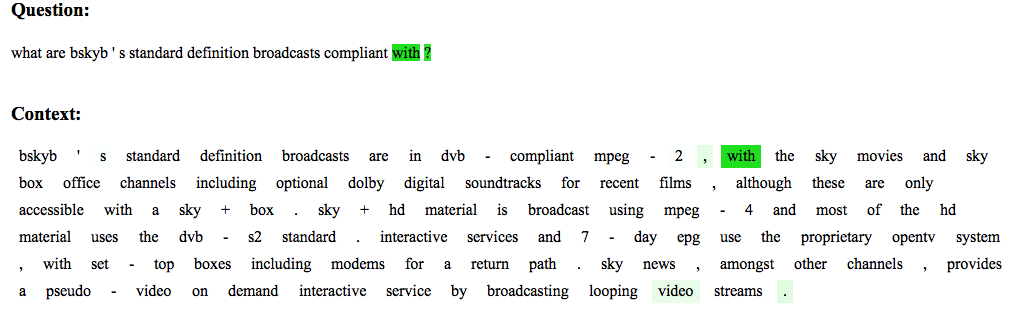 Question:
what are bskyb ' s standard definition broadcasts compliant with ?
Context:
bskyb ' s standard definition broadcasts are in dvb - compliant mpeg - 2 , with the sky movies and sky
box office channels including optional dolby digital soundtracks for recent films , although these are only
accessible with a sky + box . sky + hd material is broadcast using mpeg - 4 and most of the hd
material uses the dvb - s2 standard . interactive services and 7 - day epg use the proprietary opentv system
, with set - top boxes including modems for a return path . sky news , amongst other channels , provides
a pseudo - video on demand interactive service by broadcasting looping video streams .